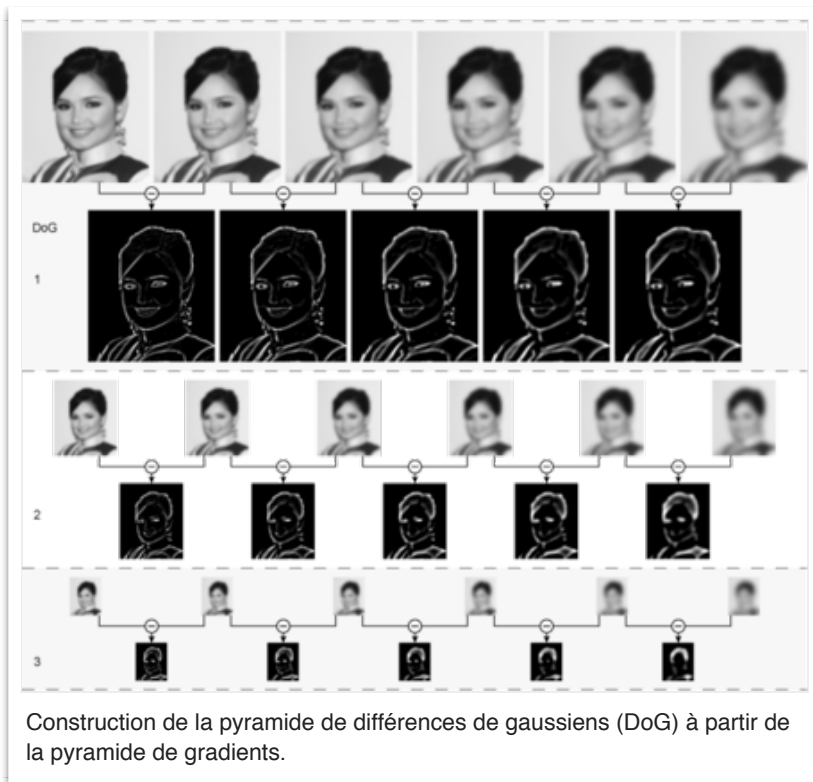 DoG
1
2
3
Construction de la pyramide de différences de gaussiens (DoG) à partir de
la pyramide de gradients.